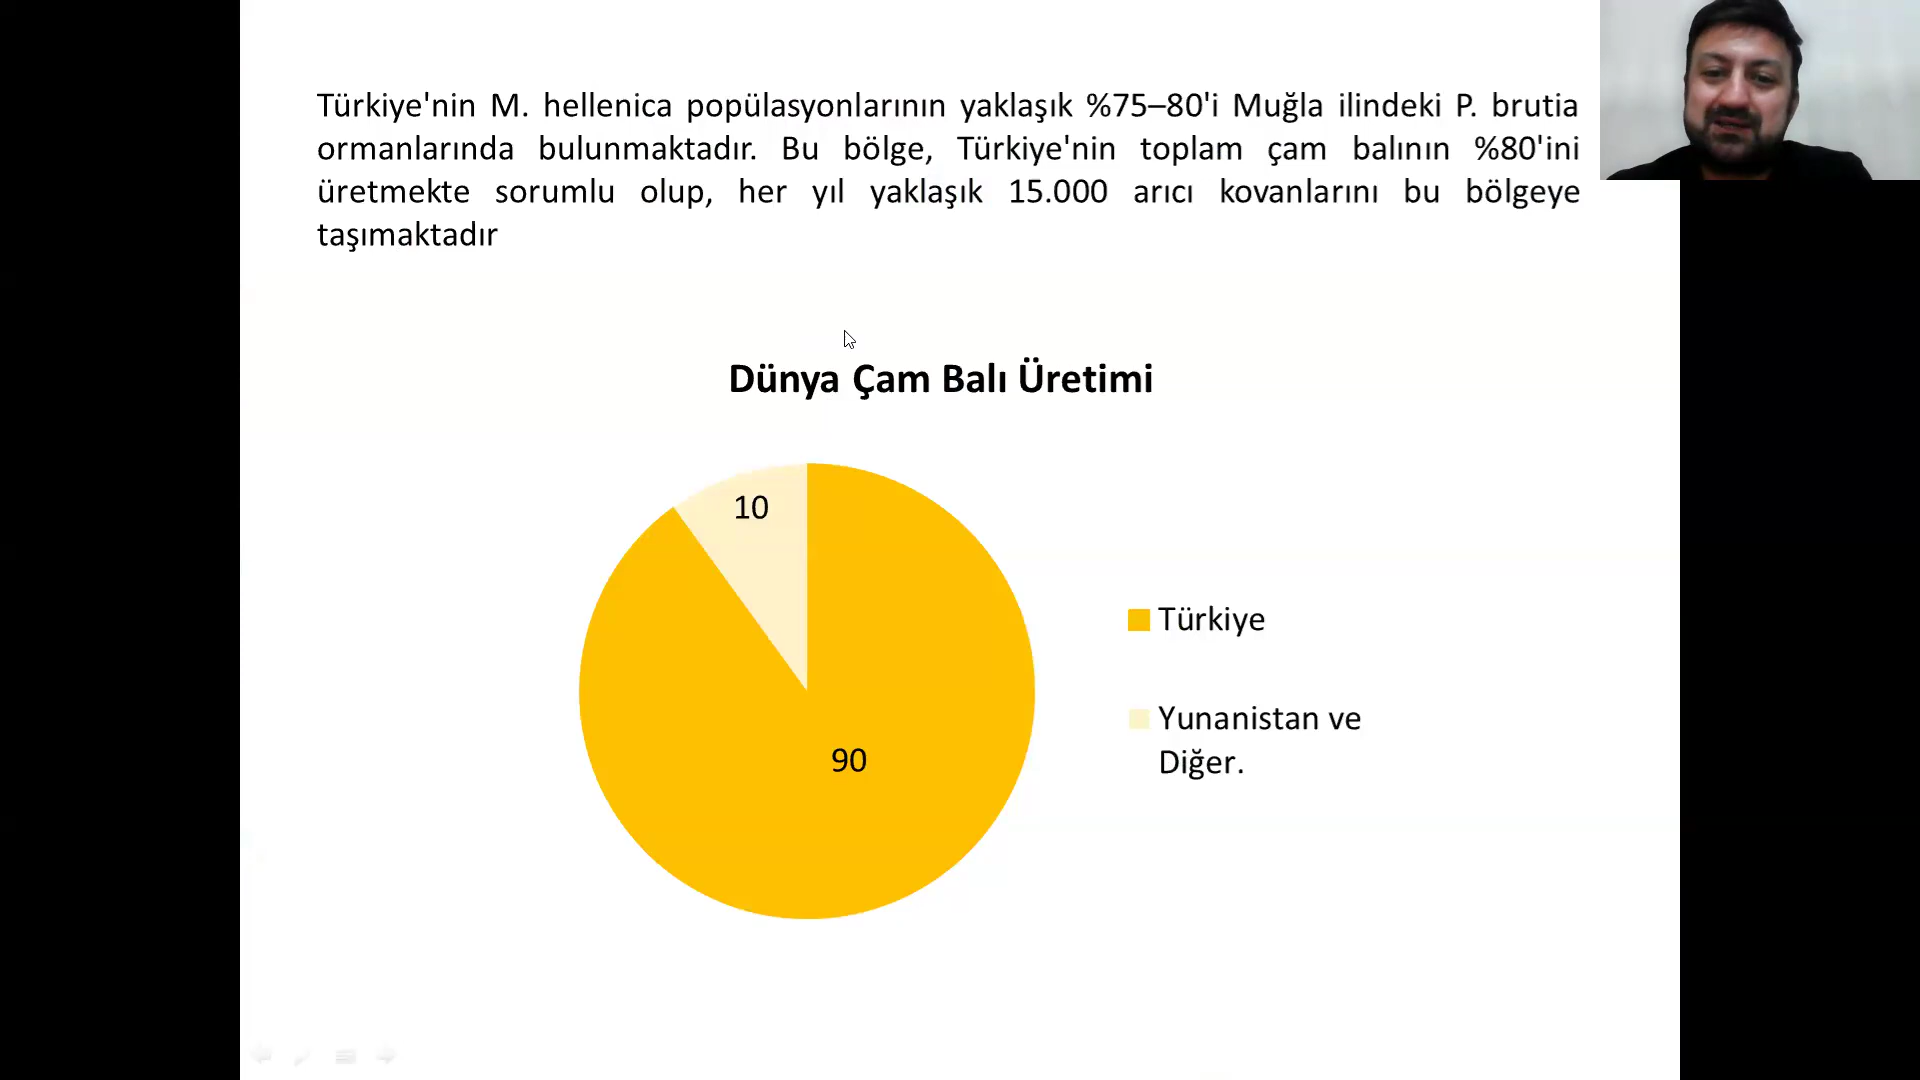 Türkiye'nin M. hellenica popülasyonlarının yaklaşık %75–80'i Muğla ilindeki P. brutia
ormanlarında bulunmaktadır. Bu bölge, Türkiye'nin toplam çam balının %80'ini
üretmekte sorumlu olup, her yıl yaklaşık 15.000 arıcı kovanlarını bu bölgeye
taşımaktadır
Dünya Çam Balı Üretimi
10
90
Türkiye
Yunanistan ve
Diğer.